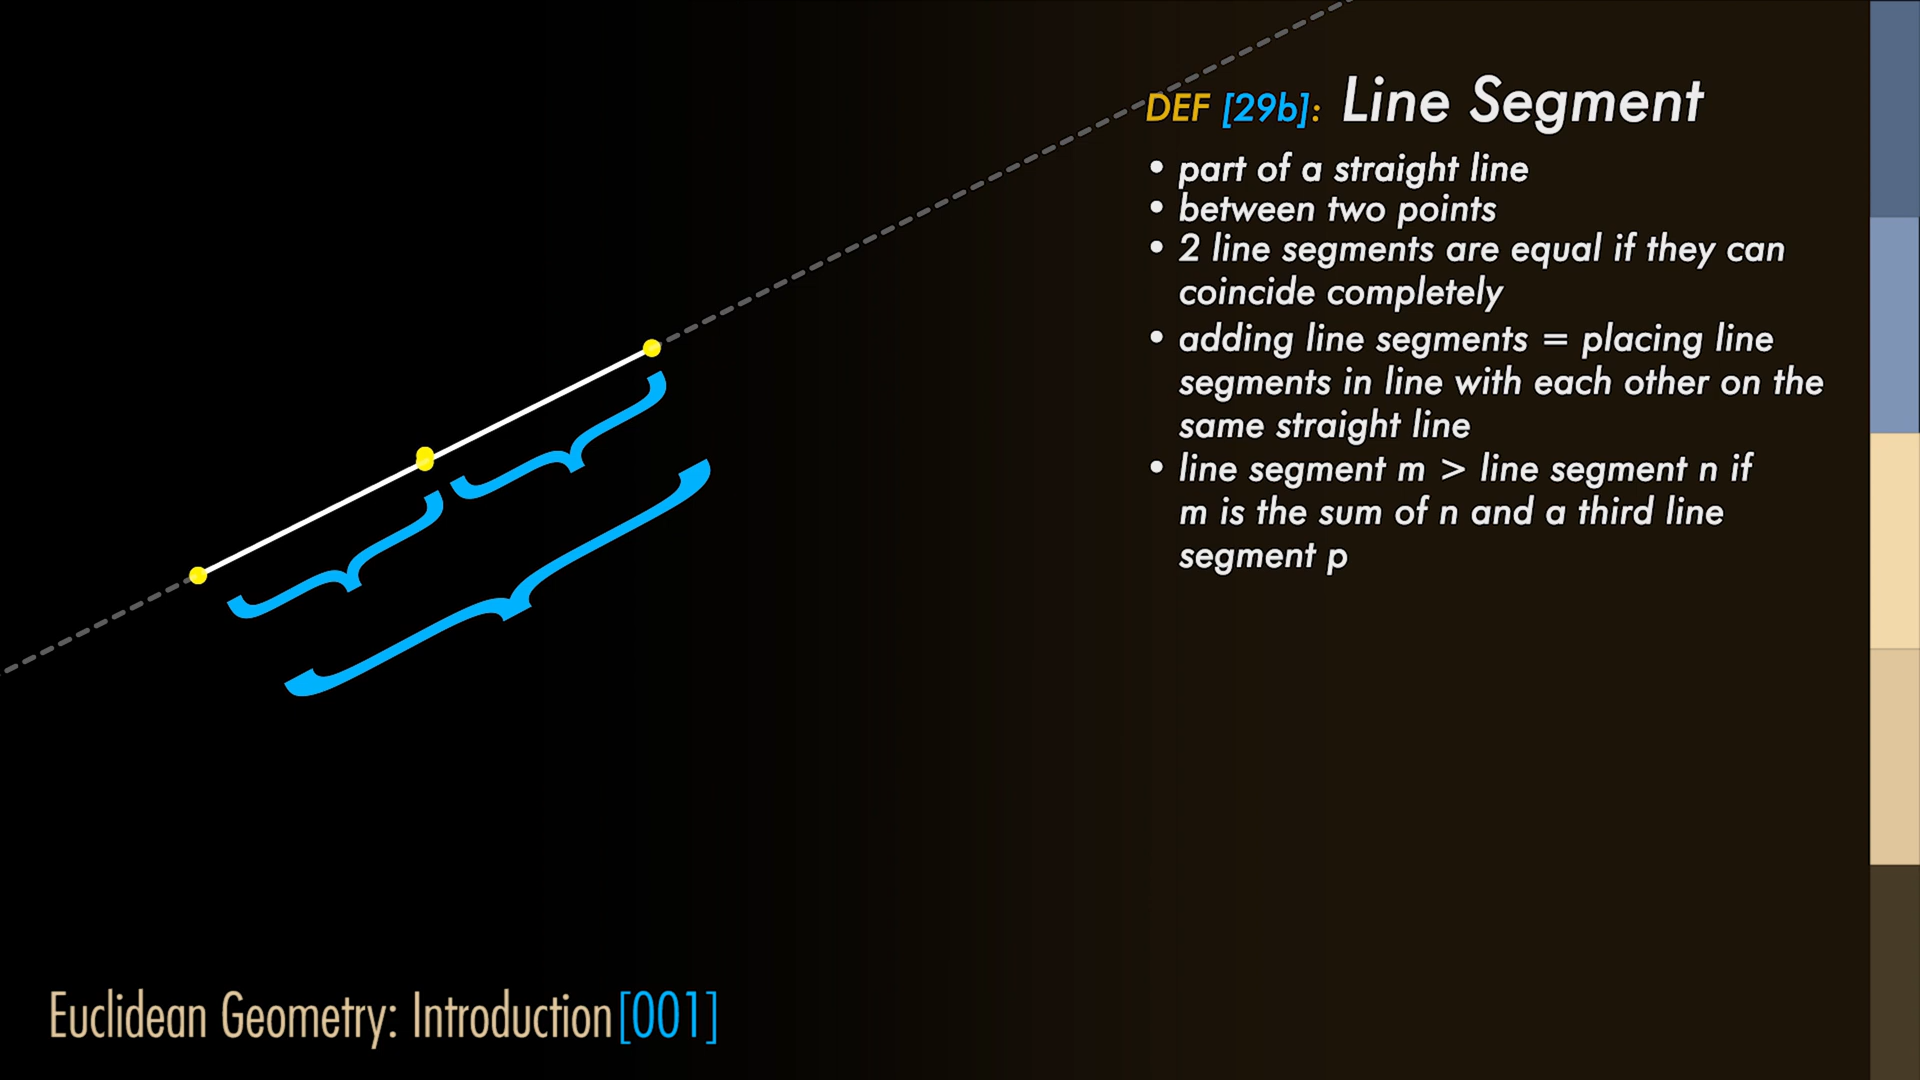 DEF [29b]: Line Segment
• part of a straight line
• between two points
• 2 line segments are equal if they can
coincide completely
• adding line segments = placing line
segments in line with each other on the
same straight line
• line segment m > line segment n if
m is the sum of n and a third line
segment p
Euclidean Geometry: Introduction[001]